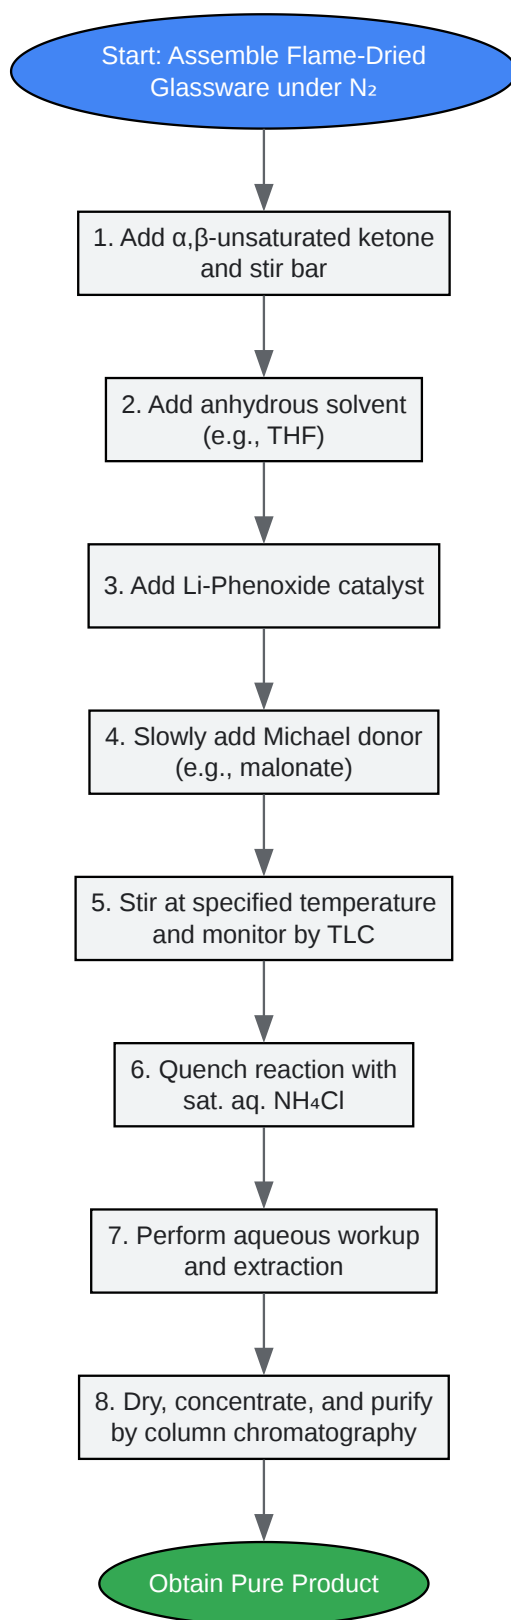 Start: Assemble Flame-Dried
Glassware under N₂
1. Add α,β-unsaturated ketone
and stir bar
2. Add anhydrous solvent
(e.g., THF)
3. Add Li-Phenoxide catalyst
4. Slowly add Michael donor
(e.g., malonate)
5. Stir at specified temperature
and monitor by TLC
6. Quench reaction with
sat. aq. NH₄Cl
7. Perform aqueous workup
and extraction
8. Dry, concentrate, and purify
by column chromatography
Obtain Pure Product